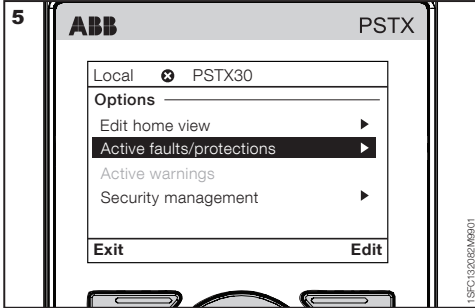 5
ABB PSTX
Local PSTX30
Options
Edit home view
Active faults/protections
Active warnings
Security management
Exit Edit
1SFC132082M9901